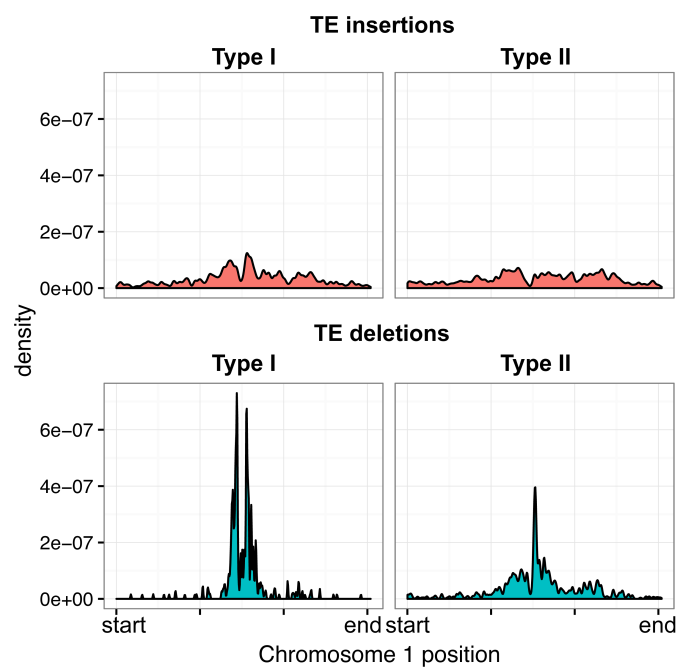 TE insertions
Type I Type II
6e−07
4e−07
2e−07
0e+00
density
TE deletions
Type I Type II
6e−07
4e−07
2e−07
0e+00
start end start end
Chromosome 1 position